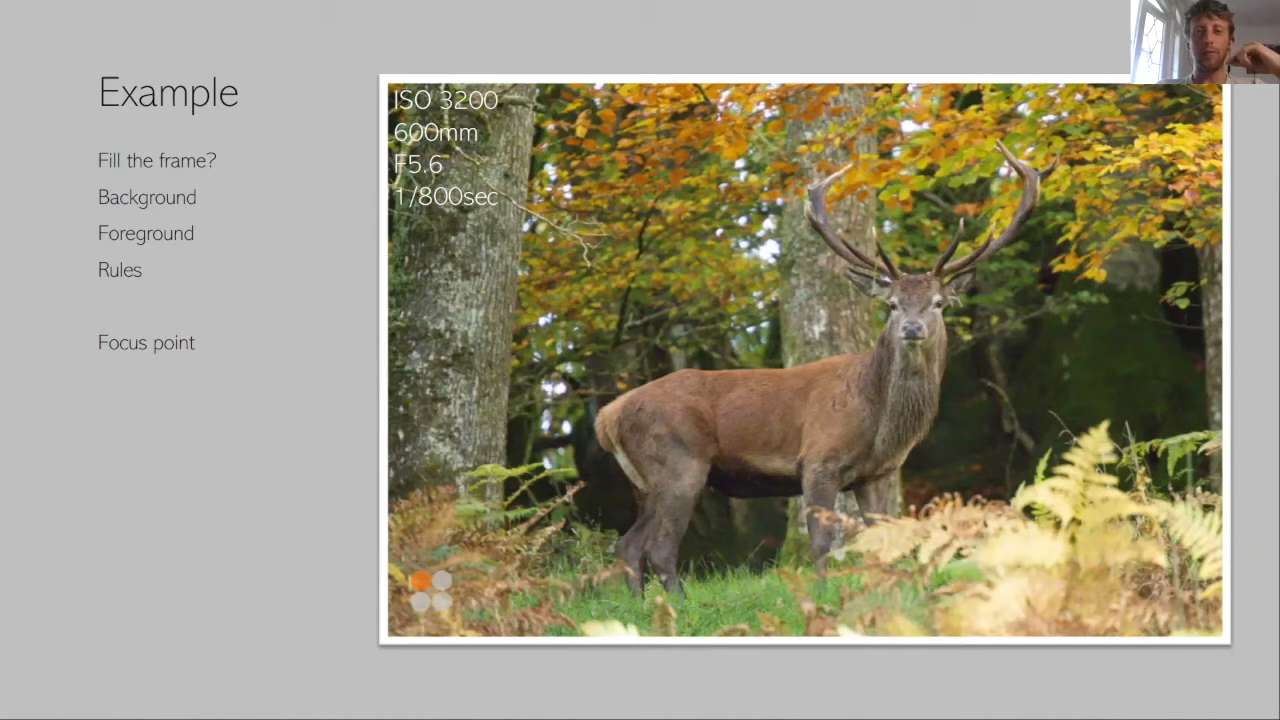 Example
Fill the frame?
Background
Foreground
Rules
Focus point
ISO 3200
600mm
F5.6
1/800sec